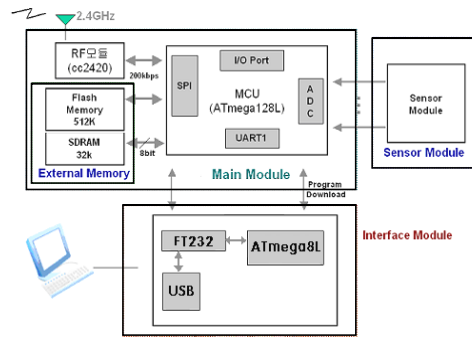 2.4GHz
RF모듈
(cc2420)
200kbps
I/O Port
SPI
MCU
(ATmega128L)
A
D
C
UART1
Flash
Memory
512K
SDRAM
32k
8bit
External Memory
Main Module
Sensor
Module
Sensor Module
Program
Download
FT232
ATmega8L
USB
Interface Module